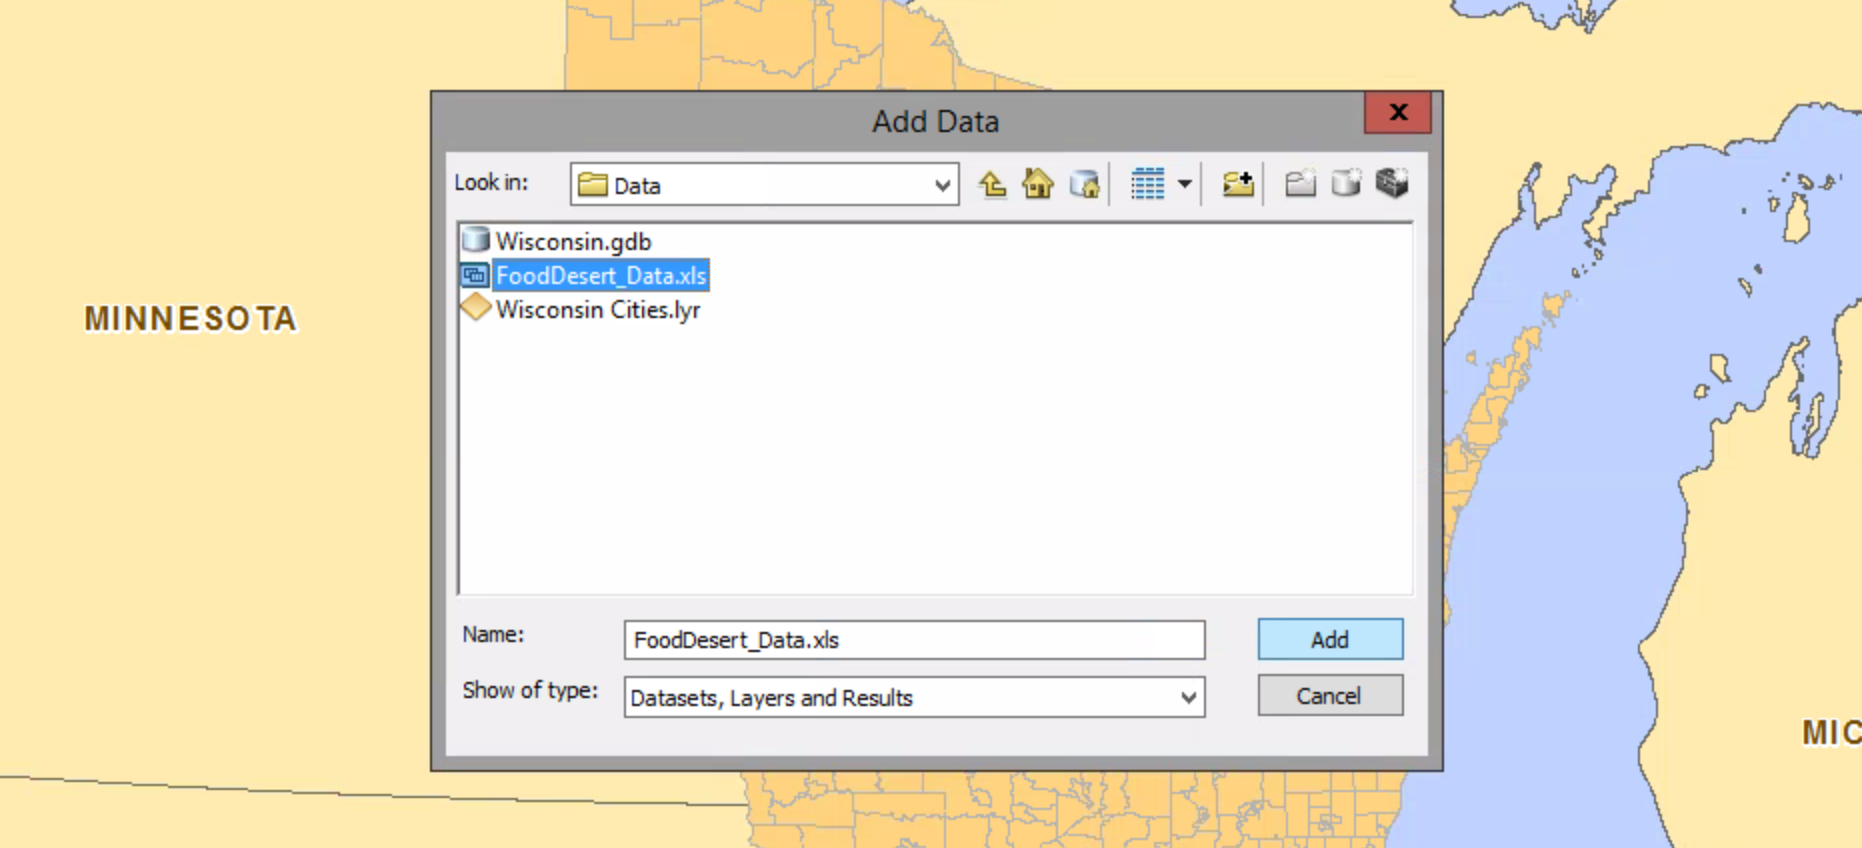 Add Data
x
Look in:
Data
Wisconsin.gdb
FoodDesert_Data.xls
Wisconsin Cities.lyr
MINNESOTA
Name:
FoodDesert_Data.xls
Add
Show of type:
Datasets, Layers and Results
Cancel
MIC